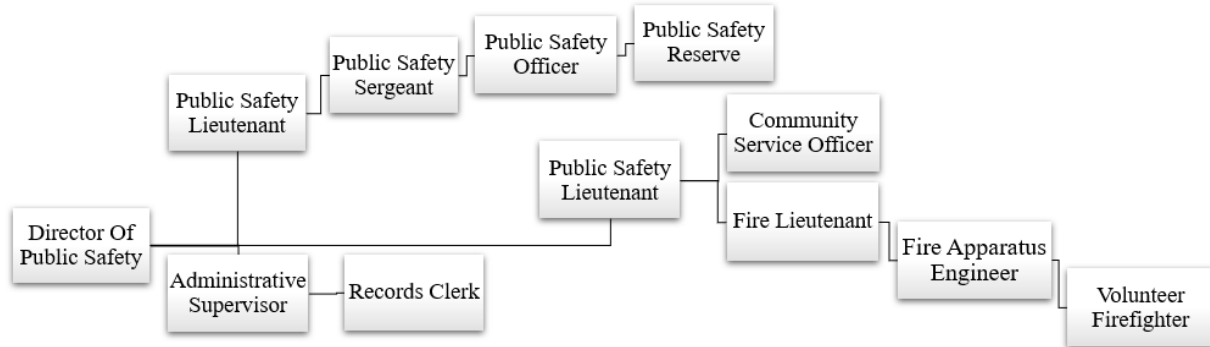 Public Safety
Reserve
Public Safety
Officer
Public Safety
Sergeant
Public Safety
Lieutenant
Community
Service Officer
Public Safety
Lieutenant
Fire Lieutenant
Director Of
Public Safety
Fire Apparatus
Engineer
Administrative
Supervisor
Records Clerk
Volunteer
Firefighter